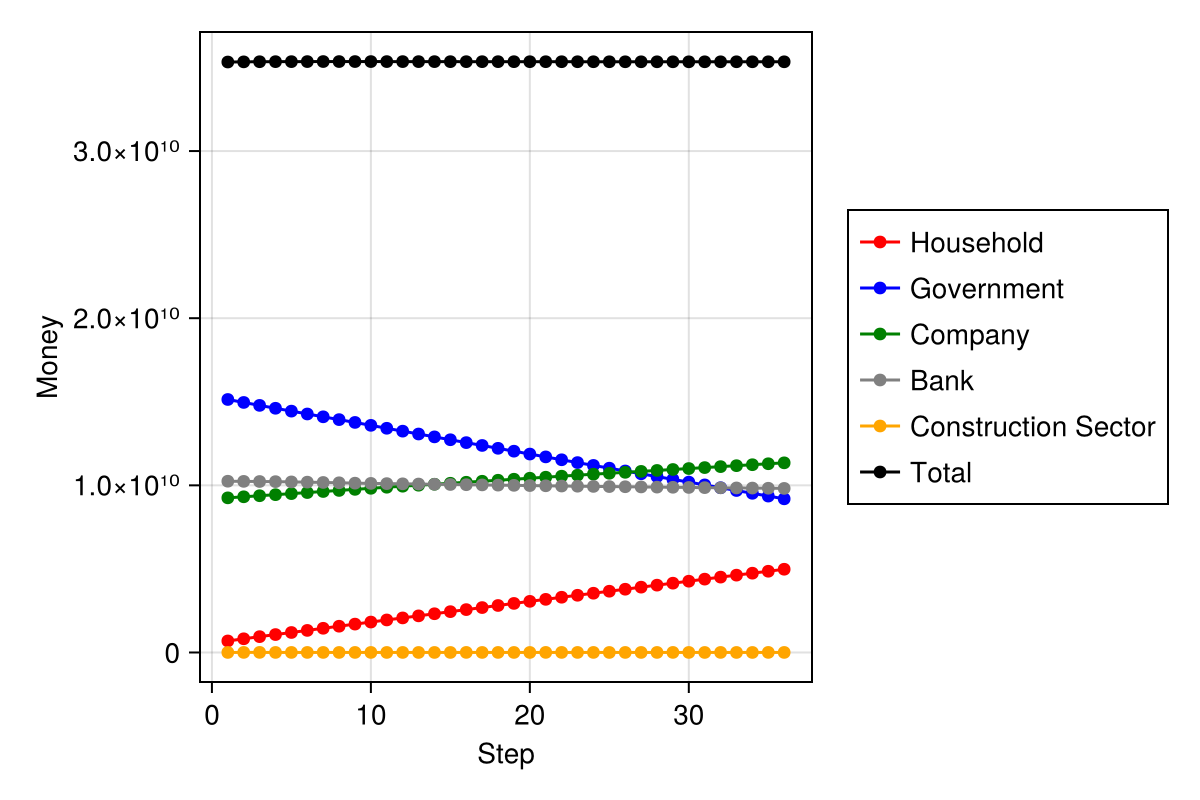 3.0×10¹⁰
2.0×10¹⁰
1.0×10¹⁰
0
Money
0 10 20 30
Step
Household
Government
Company
Bank
Construction Sector
Total